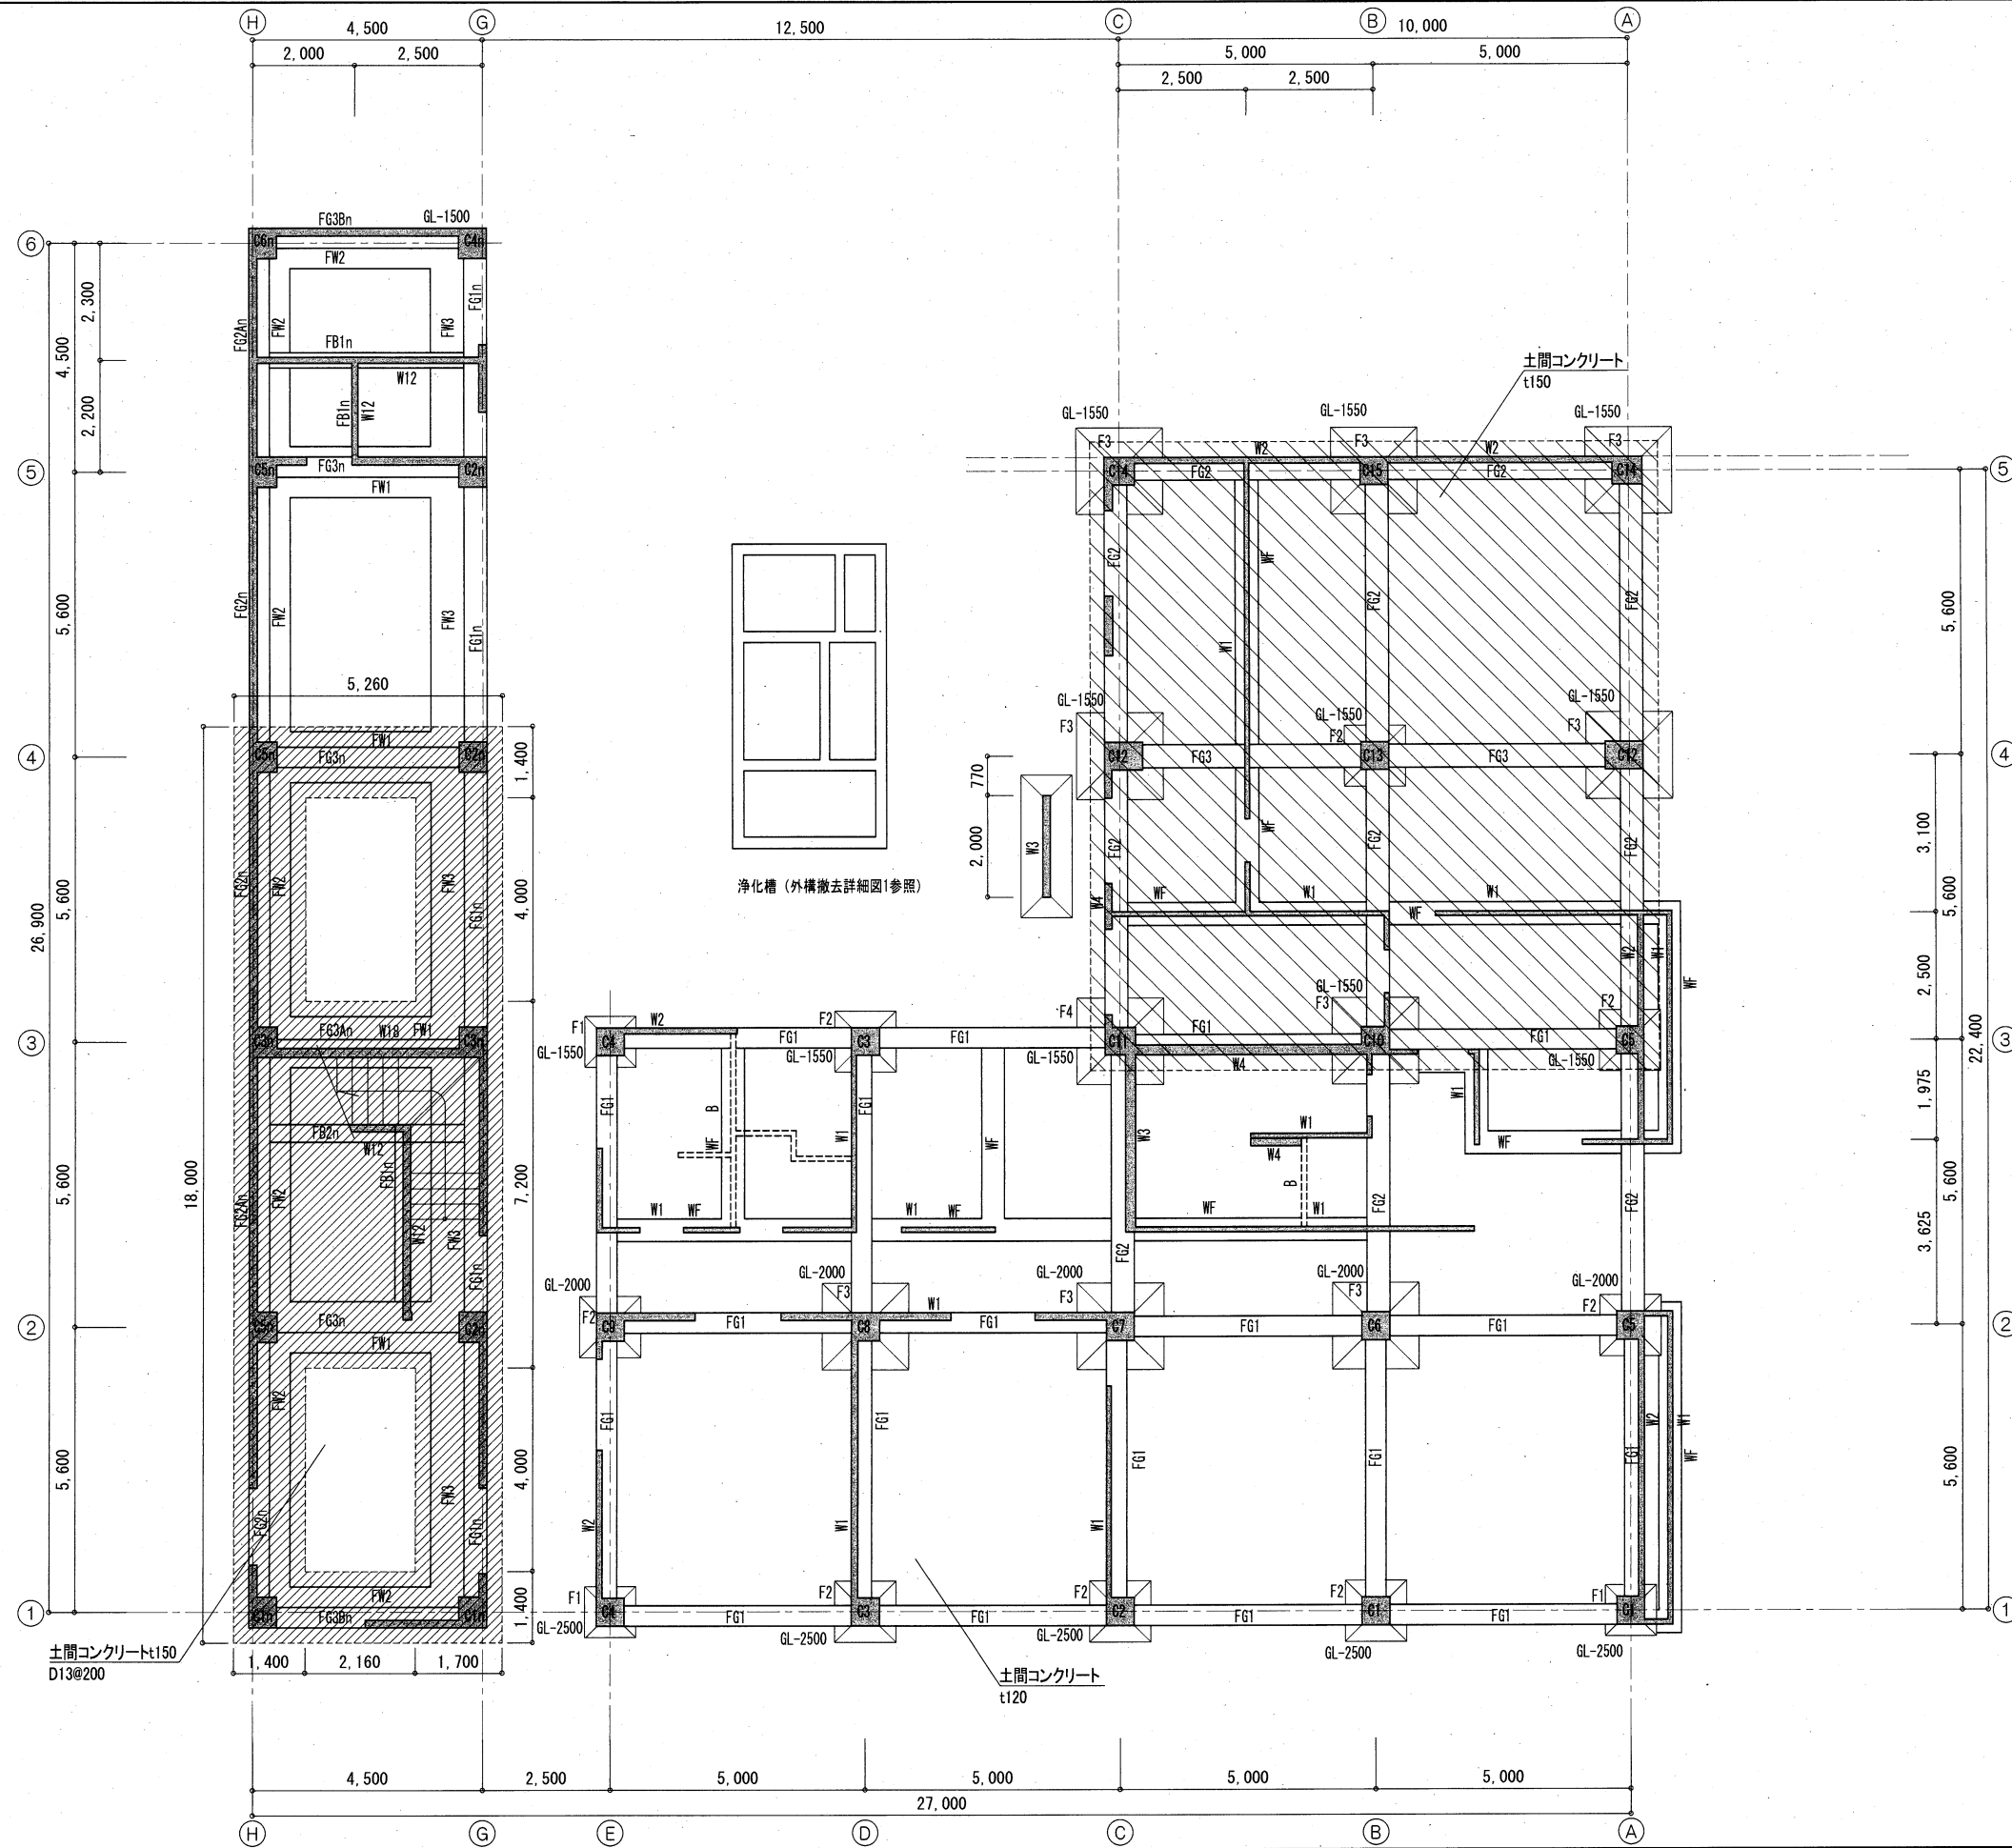 H
G
C
B
A
4,500
12,500
10,000
2,000
2,500
5,000
5,000
2,500
2,500
FG3Bn
GL-1500
6
C6n
C4n
FW2
2,300
FG1n
FG2An
FW2
FW3
FB1n
4,500
W12
FB1n
W12
2,200
土間コンクリート
t150
GL-1550
GL-1550
GL-1550
F3
F3
F3
W2
W2
5
C5n
C2n
FG3n
FW1
C14
FG2
C15
FG2
C14
5
FG2
WF
FG2n
FW2
FW3
FG1n
5,600
FG2
FG2
5,600
W1
5,260
GL-1550
GL-1550
GL-1550
F3
F2
F3
1,400
4
C5n
FW1
FG3n
C2n
C12
FG3
C13
FG3
C12
4
770
WF
2,000
W3
FG2
FG2
FG2
3,100
浄化槽（外構撤去詳細図1参照）
FG2n
FW2
FW3
FG1n
4,000
5,600
26,900
W4
WF
W1
WF
W1
5,600
W2
W1
WF
2,500
GL-1550
F3
F2
FG3An
W18
FW1
3
C3n
C3n
F1
W2
C4
FG1
F2
C3
FG1
F4
C11
FG1
C10
FG1
C5
3
GL-1550
GL-1550
GL-1550
W4
GL-1550
22,400
FG1
B
WF
FG1
W1
WF
W3
W1
W4
B
W1
WF
1,975
FB2n
W12
FB1n
5,600
18,000
FG2An
FW2
W12
FW3
FG1n
7,200
W1
WF
W1
WF
WF
W1
FG2
FG2
FG2
3,625
5,600
GL-2000
GL-2000
GL-2000
GL-2000
GL-2000
F2
F3
F3
F3
F2
W1
2
C5n
FG3n
C2n
FW1
C9
FG1
C8
FG1
C7
FG1
C6
FG1
C5
2
FW2
FW3
FG1n
FG2n
5,600
4,000
FG1
W2
FG1
W1
FG1
W1
FG1
FG1
W2
W1
WF
5,600
FW2
F1
F2
F2
F2
F1
1
C1n
FG3Bn
C1n
C4
FG1
C3
FG1
C2
FG1
C1
FG1
C1
1
1,400
GL-2500
GL-2500
GL-2500
GL-2500
GL-2500
土間コンクリートt150
D13@200
1,400
2,160
1,700
土間コンクリート
t120
4,500
2,500
5,000
5,000
5,000
5,000
27,000
H
G
E
D
C
B
A